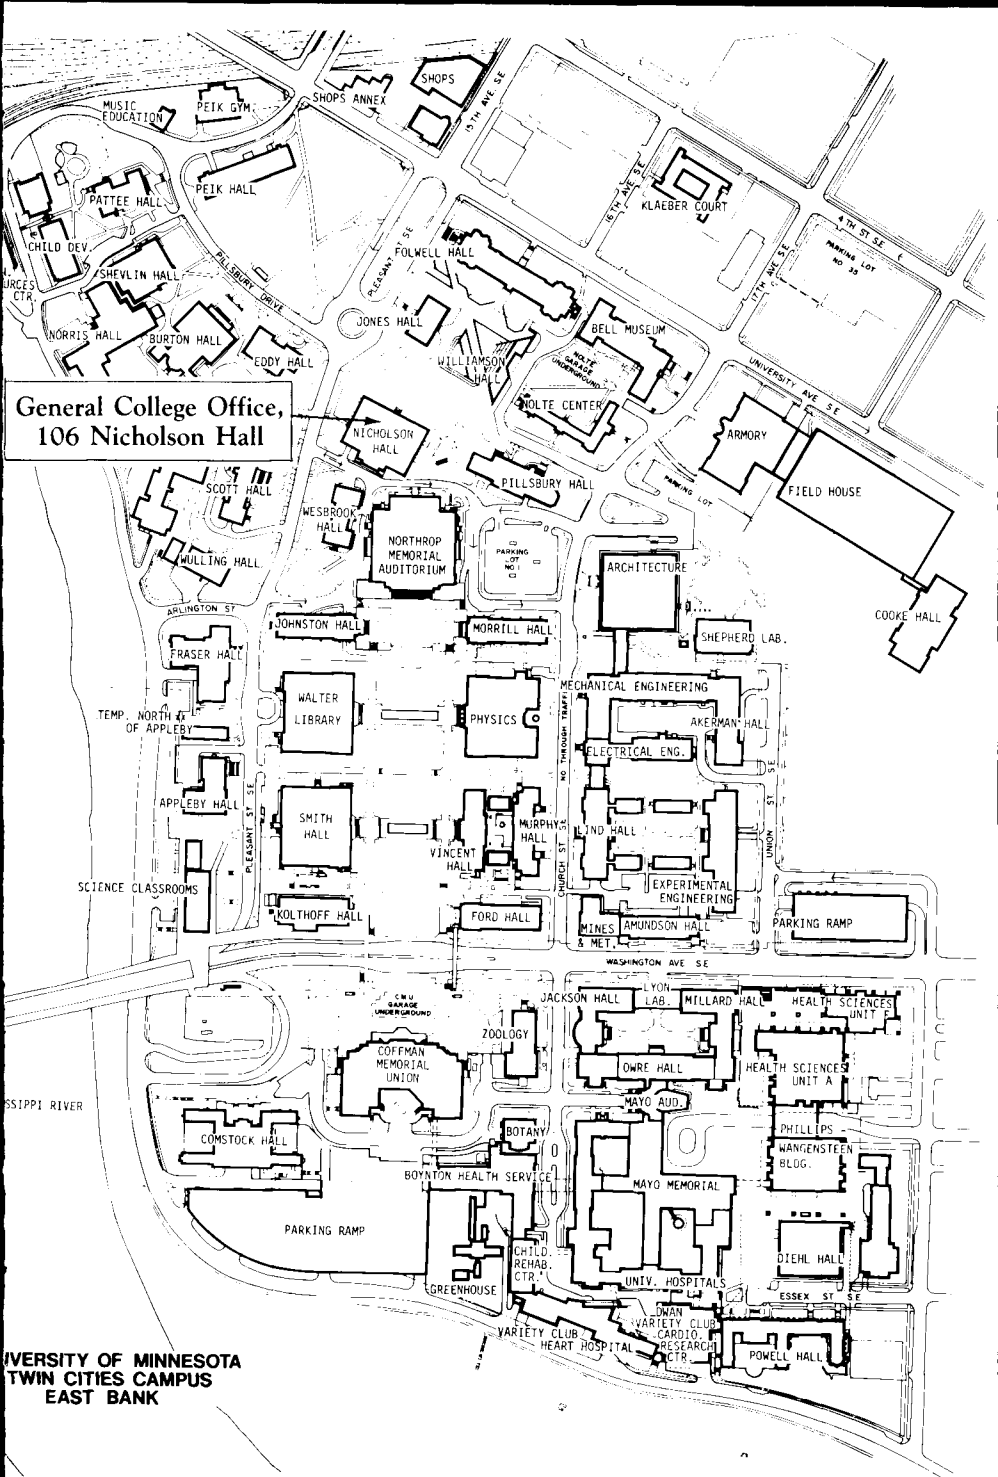 SHOPS
SHOPS ANNEX
15TH AVE. SE
MUSIC
EDUCATION
PEIK GYM.
PEIK HALL
PATTEE HALL
16TH AVE SE
KLAEBER COURT
4 TH ST S.E.
PARKING LOT
NO 35
17TH AVE SE
CHILD DEV.
SHEVLIN HALL
URCES
CTR.
PILLSBURY DRIVE
PLEASANT ST SE
FOLWELL HALL
NORRIS HALL
BURTON HALL
EDDY HALL
JONES HALL
WILLIAMSON
HALL
BELL MUSEUM
NOLTE
GARAGE
UNDERGROUND
UNIVERSITY AVE S E
NOLTE CENTER
General College Office,
106 Nicholson Hall
NICHOLSON
HALL
ARMORY
FIELD HOUSE
PILLSBURY HALL
PARKING LOT
SCOTT HALL
WESBROOK
HALL
NORTHROP
MEMORIAL
AUDITORIUM
PARKING
LOT
NO 1
WULLING HALL
ARCHITECTURE
ARLINGTON ST
COOKE HALL
JOHNSTON HALL
MORRILL HALL
SHEPHERD LAB.
FRASER HALL
MECHANICAL ENGINEERING
WALTER
LIBRARY
PHYSICS
NO THROUGH TRAFFIC
TEMP. NORTH
OF APPLEBY
AKERMAN HALL
ELECTRICAL ENG.
APPLEBY HALL
PLEASANT ST SE
SMITH
HALL
MURPHY
HALL
VINCENT
HALL
LIND HALL
CHURCH ST SE
UNION ST SE
SCIENCE CLASSROOMS
EXPERIMENTAL
ENGINEERING
KOLTHOFF HALL
FORD HALL
MINES
& MET.
AMUNDSON HALL
PARKING RAMP
WASHINGTON AVE SE
CMU
GARAGE
UNDERGROUND
JACKSON HALL
LYON
LAB.
MILLARD HALL
HEALTH SCIENCES
UNIT F
ZOOLOGY
COFFMAN
MEMORIAL
UNION
OWRE HALL
HEALTH SCIENCES
UNIT A
SSIPPI RIVER
MAYO AUD.
COMSTOCK HALL
BOTANY
PHILLIPS
WANGENSTEEN
BLDG.
BOYNTON HEALTH SERVICE
MAYO MEMORIAL
PARKING RAMP
CHILD.
REHAB.
CTR.
DIEHL HALL
GREENHOUSE
UNIV. HOSPITALS
ESSEX ST SE
VARIETY CLUB
HEART HOSPITAL
DWAN
VARIETY CLUB
CARDIO.
RESEARCH
CTR.
POWELL HALL
IVERSITY OF MINNESOTA
TWIN CITIES CAMPUS
EAST BANK